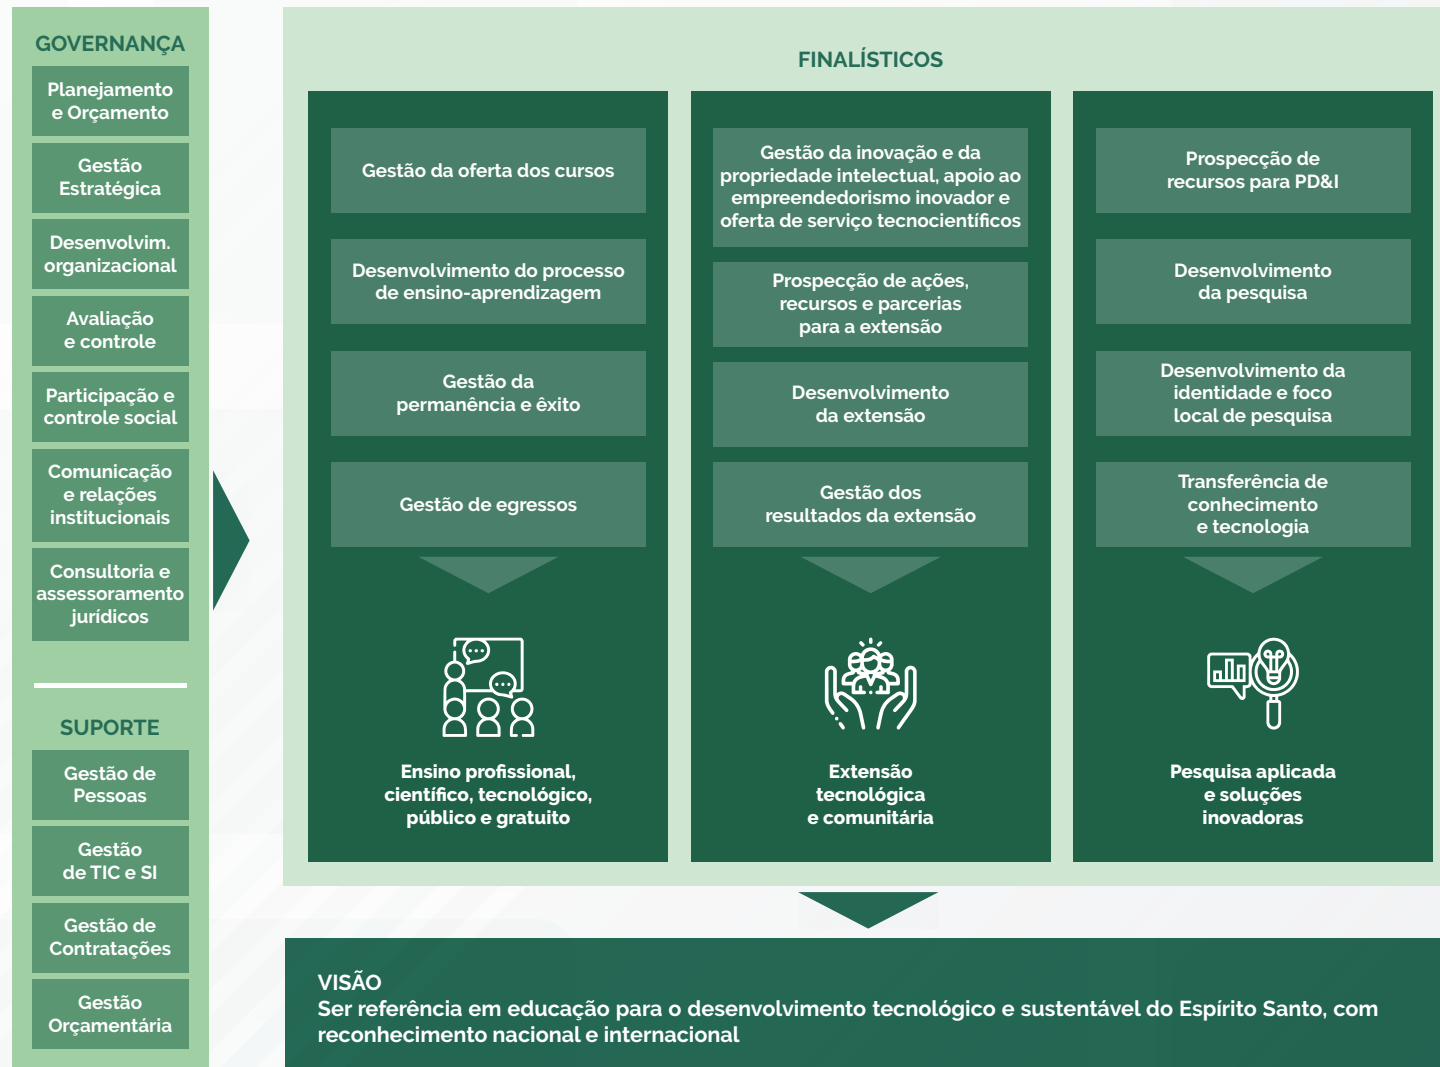 GOVERNANÇA
Planejamento
e Orçamento
Gestão
Estratégica
Desenvolvim.
organizacional
Avaliação
e controle
Participação e
controle social
Comunicação
e relações
institucionais
Consultoria e
assessoramento
jurídicos
SUPORTE
Gestão de
Pessoas
Gestão
de TIC e SI
Gestão de
Contratações
Gestão
Orçamentária
FINALÍSTICOS
Gestão da oferta dos cursos
Desenvolvimento do processo
de ensino-aprendizagem
Gestão da
permanência e êxito
Gestão de egressos
Ensino profissional,
científico, tecnológico,
público e gratuito
Gestão da inovação e da
propriedade intelectual, apoio ao
empreendedorismo inovador e
oferta de serviço tecnocientíficos
Prospecção de ações,
recursos e parcerias
para a extensão
Desenvolvimento
da extensão
Gestão dos
resultados da extensão
Extensão
tecnológica
e comunitária
Prospecção de
recursos para PD&I
Desenvolvimento
da pesquisa
Desenvolvimento da
identidade e foco
local de pesquisa
Transferência de
conhecimento
e tecnologia
Pesquisa aplicada
e soluções
inovadoras
VISÃO
Ser referência em educação para o desenvolvimento tecnológico e sustentável do Espírito Santo, com
reconhecimento nacional e internacional